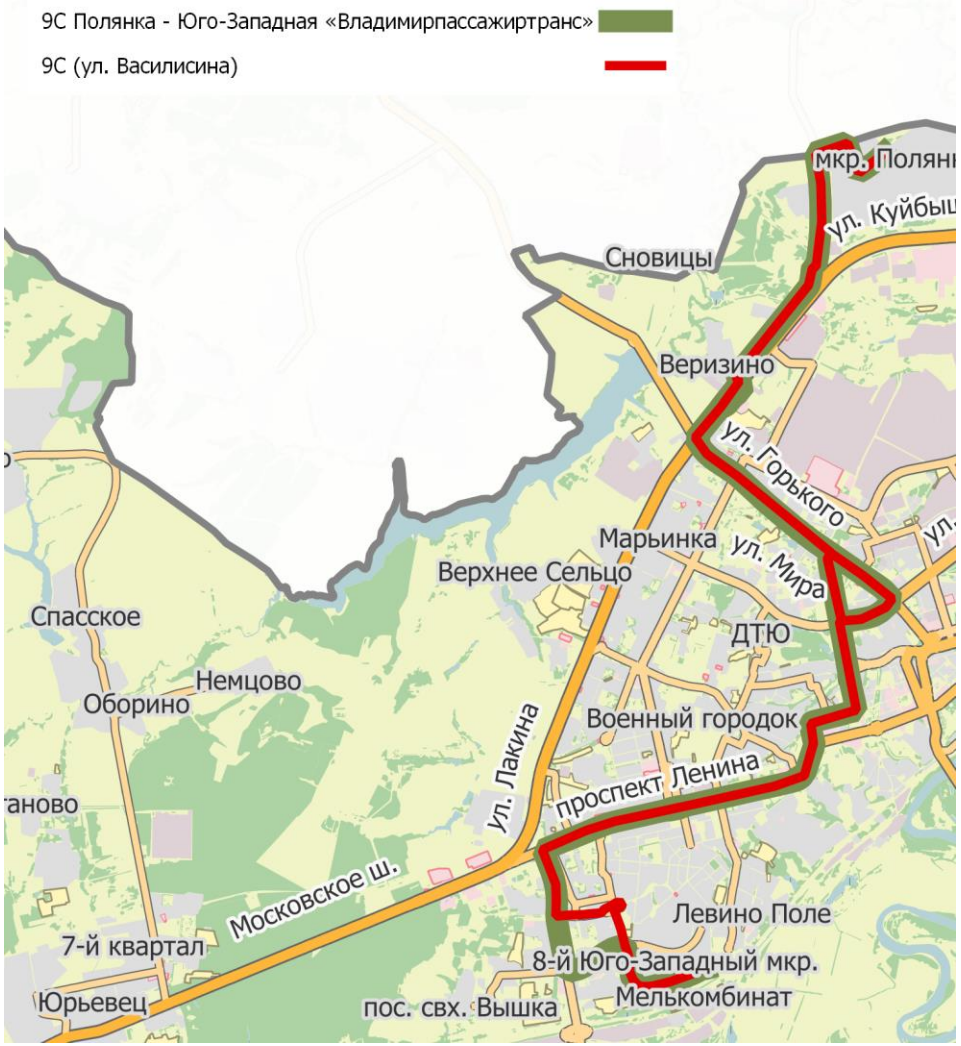 9С Полянка - Юго-Западная «Владимирпассажиртранс»
9С (ул. Василисина)
мкр. Полянк
ул. Куйбыш
Сновицы
Веризино
ул. Горького
ул.
Марьинка
ул. Мира
Верхнее Сельцо
Спасское
ДТЮ
Немцово
Оборино
Военный городок
ул. Лакина
проспект Ленина
таново
Московское ш.
Левино Поле
7-й квартал
8-й Юго-Западный мкр.
Юрьевец
пос. свх. Вышка
Мелькомбинат